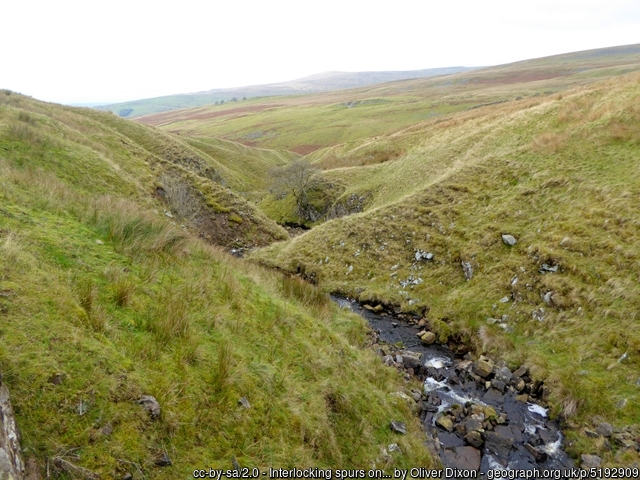 cc-by-sa/2.0 - Interlocking spurs on... by Oliver Dixon - geograph.org.uk/p/5192909